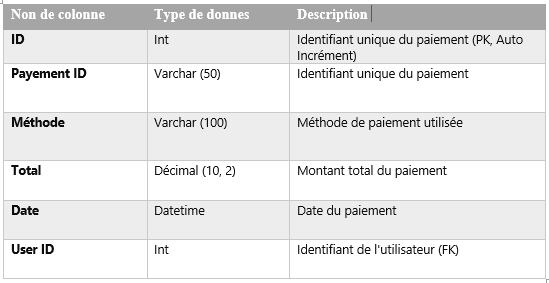 Non de colonne Type de donnes Description
ID Int Identifiant unique du paiement (PK, Auto
Incrément)
Payement ID Varchar (50) Identifiant unique du paiement
Méthode Varchar (100) Méthode de paiement utilisée
Total Décimal (10, 2) Montant total du paiement
Date Datetime Date du paiement
User ID Int Identifiant de l'utilisateur (FK)